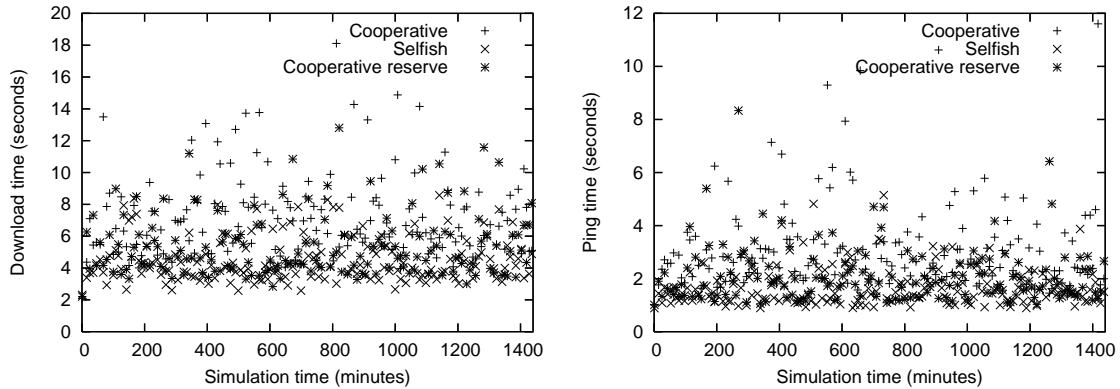 20
18
16
14
12
10
8
6
4
2
0
0 200 400 600 800 1000 1200 1400
Download time (seconds)
Simulation time (minutes)
Cooperative
Selfish
Cooperative reserve
12
10
8
6
4
2
0
0 200 400 600 800 1000 1200 1400
Ping time (seconds)
Simulation time (minutes)
Cooperative
Selfish
Cooperative reserve